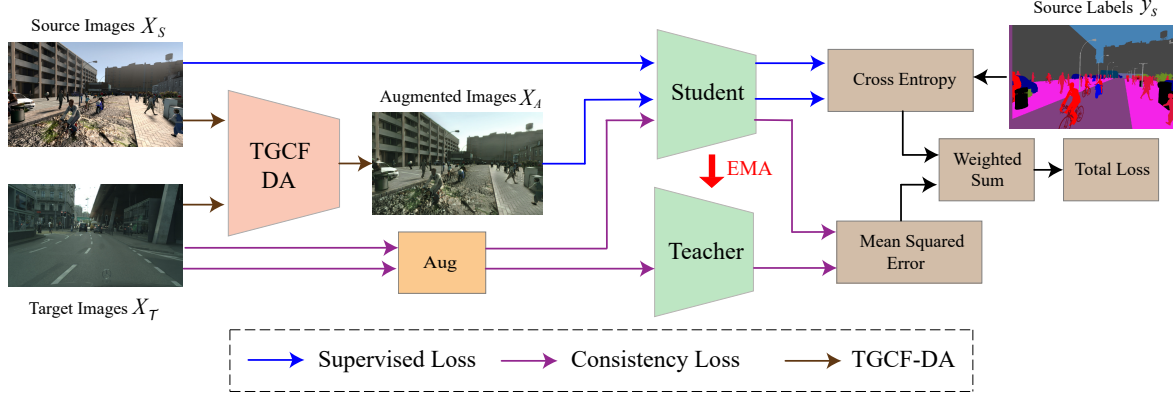 Source Images X_S
Source Labels y_s
Augmented Images X_A
TGCF
DA
Student
Cross Entropy
EMA
Weighted
Sum
Total Loss
Aug
Teacher
Mean Squared
Error
Target Images X_T
Supervised Loss
Consistency Loss
TGCF-DA